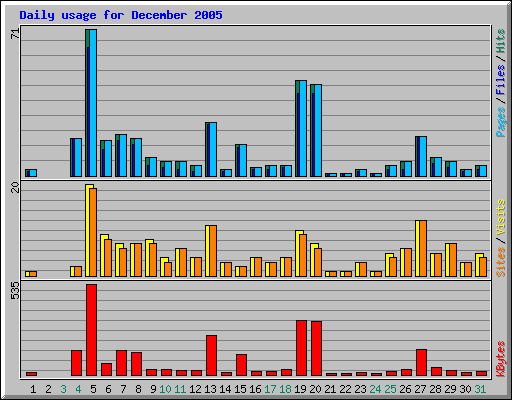 Daily usage for December 2005
71
20
535
Pages / Files / Hits
Sites / Visits
KBytes
1 2 3 4 5 6 7 8 9 10 11 12 13 14 15 16 17 18 19 20 21 22 23 24 25 26 27 28 29 30 31